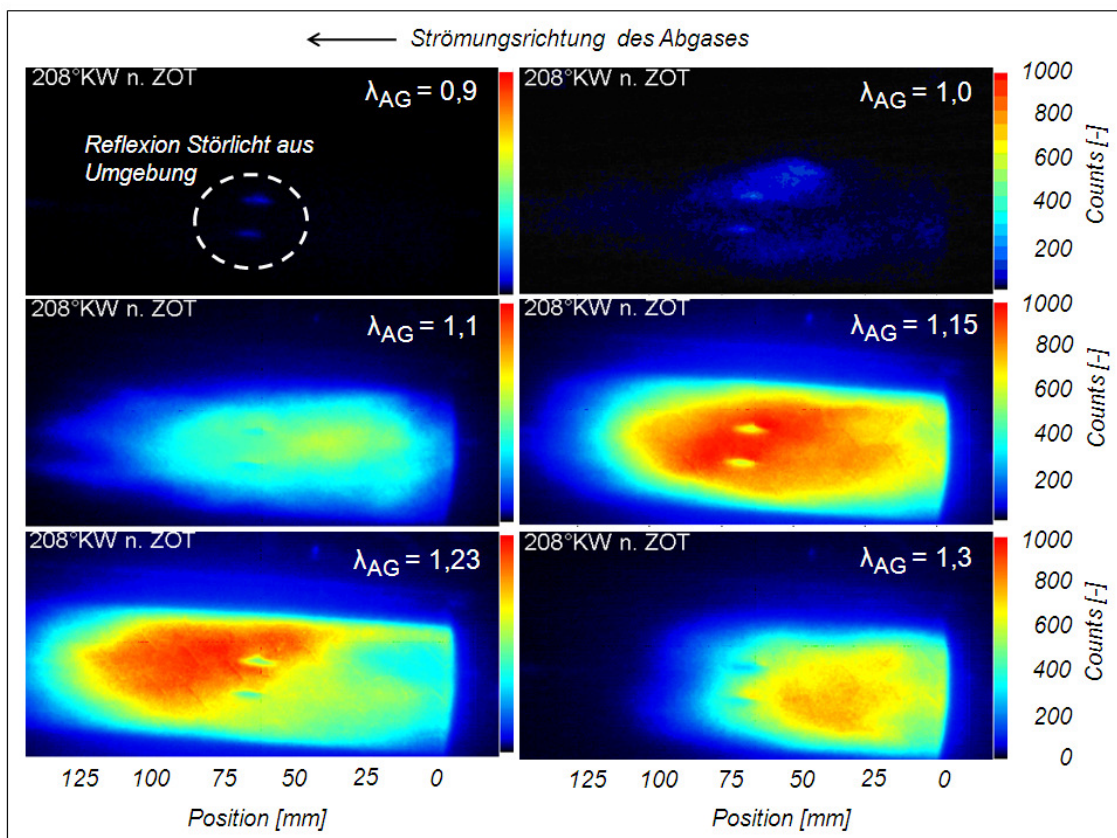 ← Strömungsrichtung des Abgases
208°KW n. ZOT
λAG = 0,9
Reflexion Störlicht aus
Umgebung
208°KW n. ZOT
λAG = 1,0
1000
800
600
400
200
Counts [-]
208°KW n. ZOT
λAG = 1,1
208°KW n. ZOT
λAG = 1,15
1000
800
600
400
200
Counts [-]
208°KW n. ZOT
λAG = 1,23
208°KW n. ZOT
λAG = 1,3
1000
800
600
400
200
0
Counts [-]
125 100 75 50 25 0
Position [mm]
125 100 75 50 25 0
Position [mm]